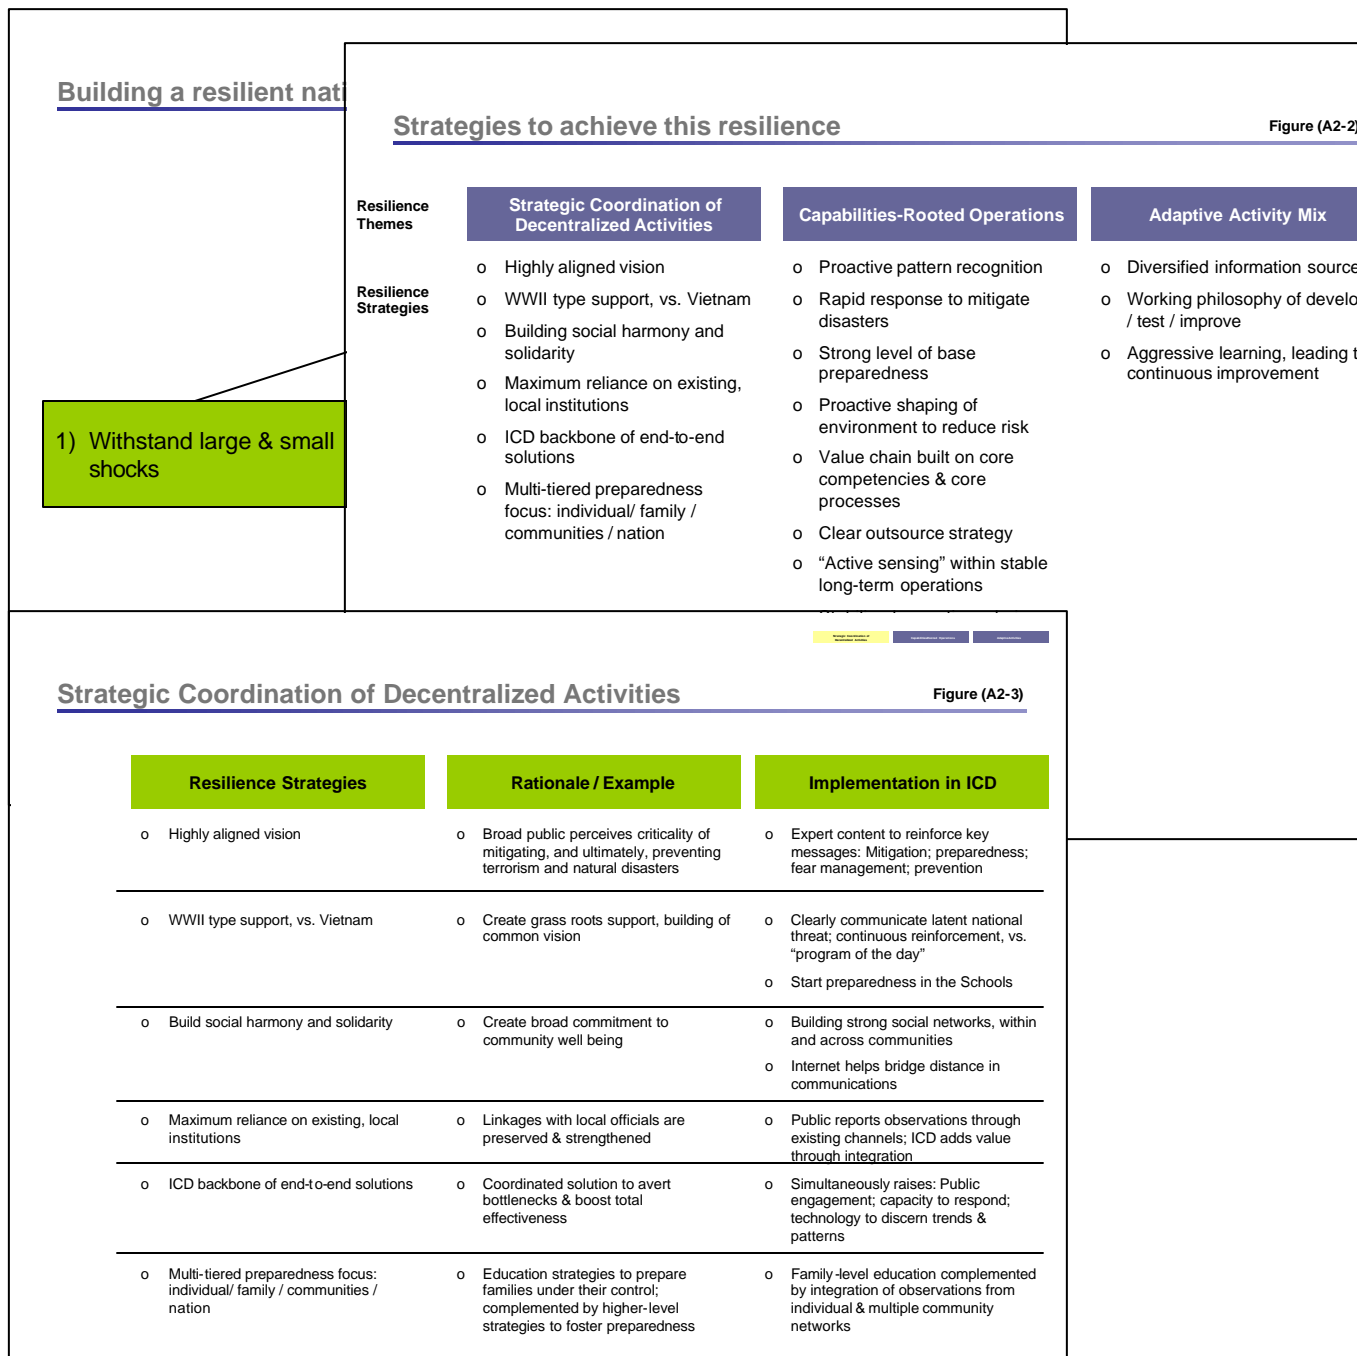 Building a resilient nati
1) Withstand large & small
shocks
Strategies to achieve this resilience
Figure (A2-2)
Resilience
Themes
Strategic Coordination of
Decentralized Activities
Capabilities-Rooted Operations
Adaptive Activity Mix
Resilience
Strategies
o Highly aligned vision
o WWII type support, vs. Vietnam
o Building social harmony and
solidarity
o Maximum reliance on existing,
local institutions
o ICD backbone of end-to-end
solutions
o Multi-tiered preparedness
focus: individual/ family /
communities / nation
o Proactive pattern recognition
o Rapid response to mitigate
disasters
o Strong level of base
preparedness
o Proactive shaping of
environment to reduce risk
o Value chain built on core
competencies & core
processes
o Clear outsource strategy
o “Active sensing” within stable
long-term operations
o Diversified information source
o Working philosophy of develo
/ test / improve
o Aggressive learning, leading t
continuous improvement
Strategic Coordination of
Decentralized Activities
Strategic Coordination of Decentralized Activities
Figure (A2-3)
Resilience Strategies
Rationale / Example
Implementation in ICD
o Highly aligned vision
o Broad public perceives criticality of
mitigating, and ultimately, preventing
terrorism and natural disasters
o Expert content to reinforce key
messages: Mitigation; preparedness;
fear management; prevention
o WWII type support, vs. Vietnam
o Create grass roots support, building of
common vision
o Clearly communicate latent national
threat; continuous reinforcement, vs.
“program of the day”
o Start preparedness in the Schools
o Build social harmony and solidarity
o Create broad commitment to
community well being
o Building strong social networks, within
and across communities
o Internet helps bridge distance in
communications
o Maximum reliance on existing, local
institutions
o Linkages with local officials are
preserved & strengthened
o Public reports observations through
existing channels; ICD adds value
through integration
o ICD backbone of end-to-end solutions
o Coordinated solution to avert
bottlenecks & boost total
effectiveness
o Simultaneously raises: Public
engagement; capacity to respond;
technology to discern trends &
patterns
o Multi-tiered preparedness focus:
individual/ family / communities /
nation
o Education strategies to prepare
families under their control;
complemented by higher-level
strategies to foster preparedness
o Family-level education complemented
by integration of observations from
individual & multiple community
networks